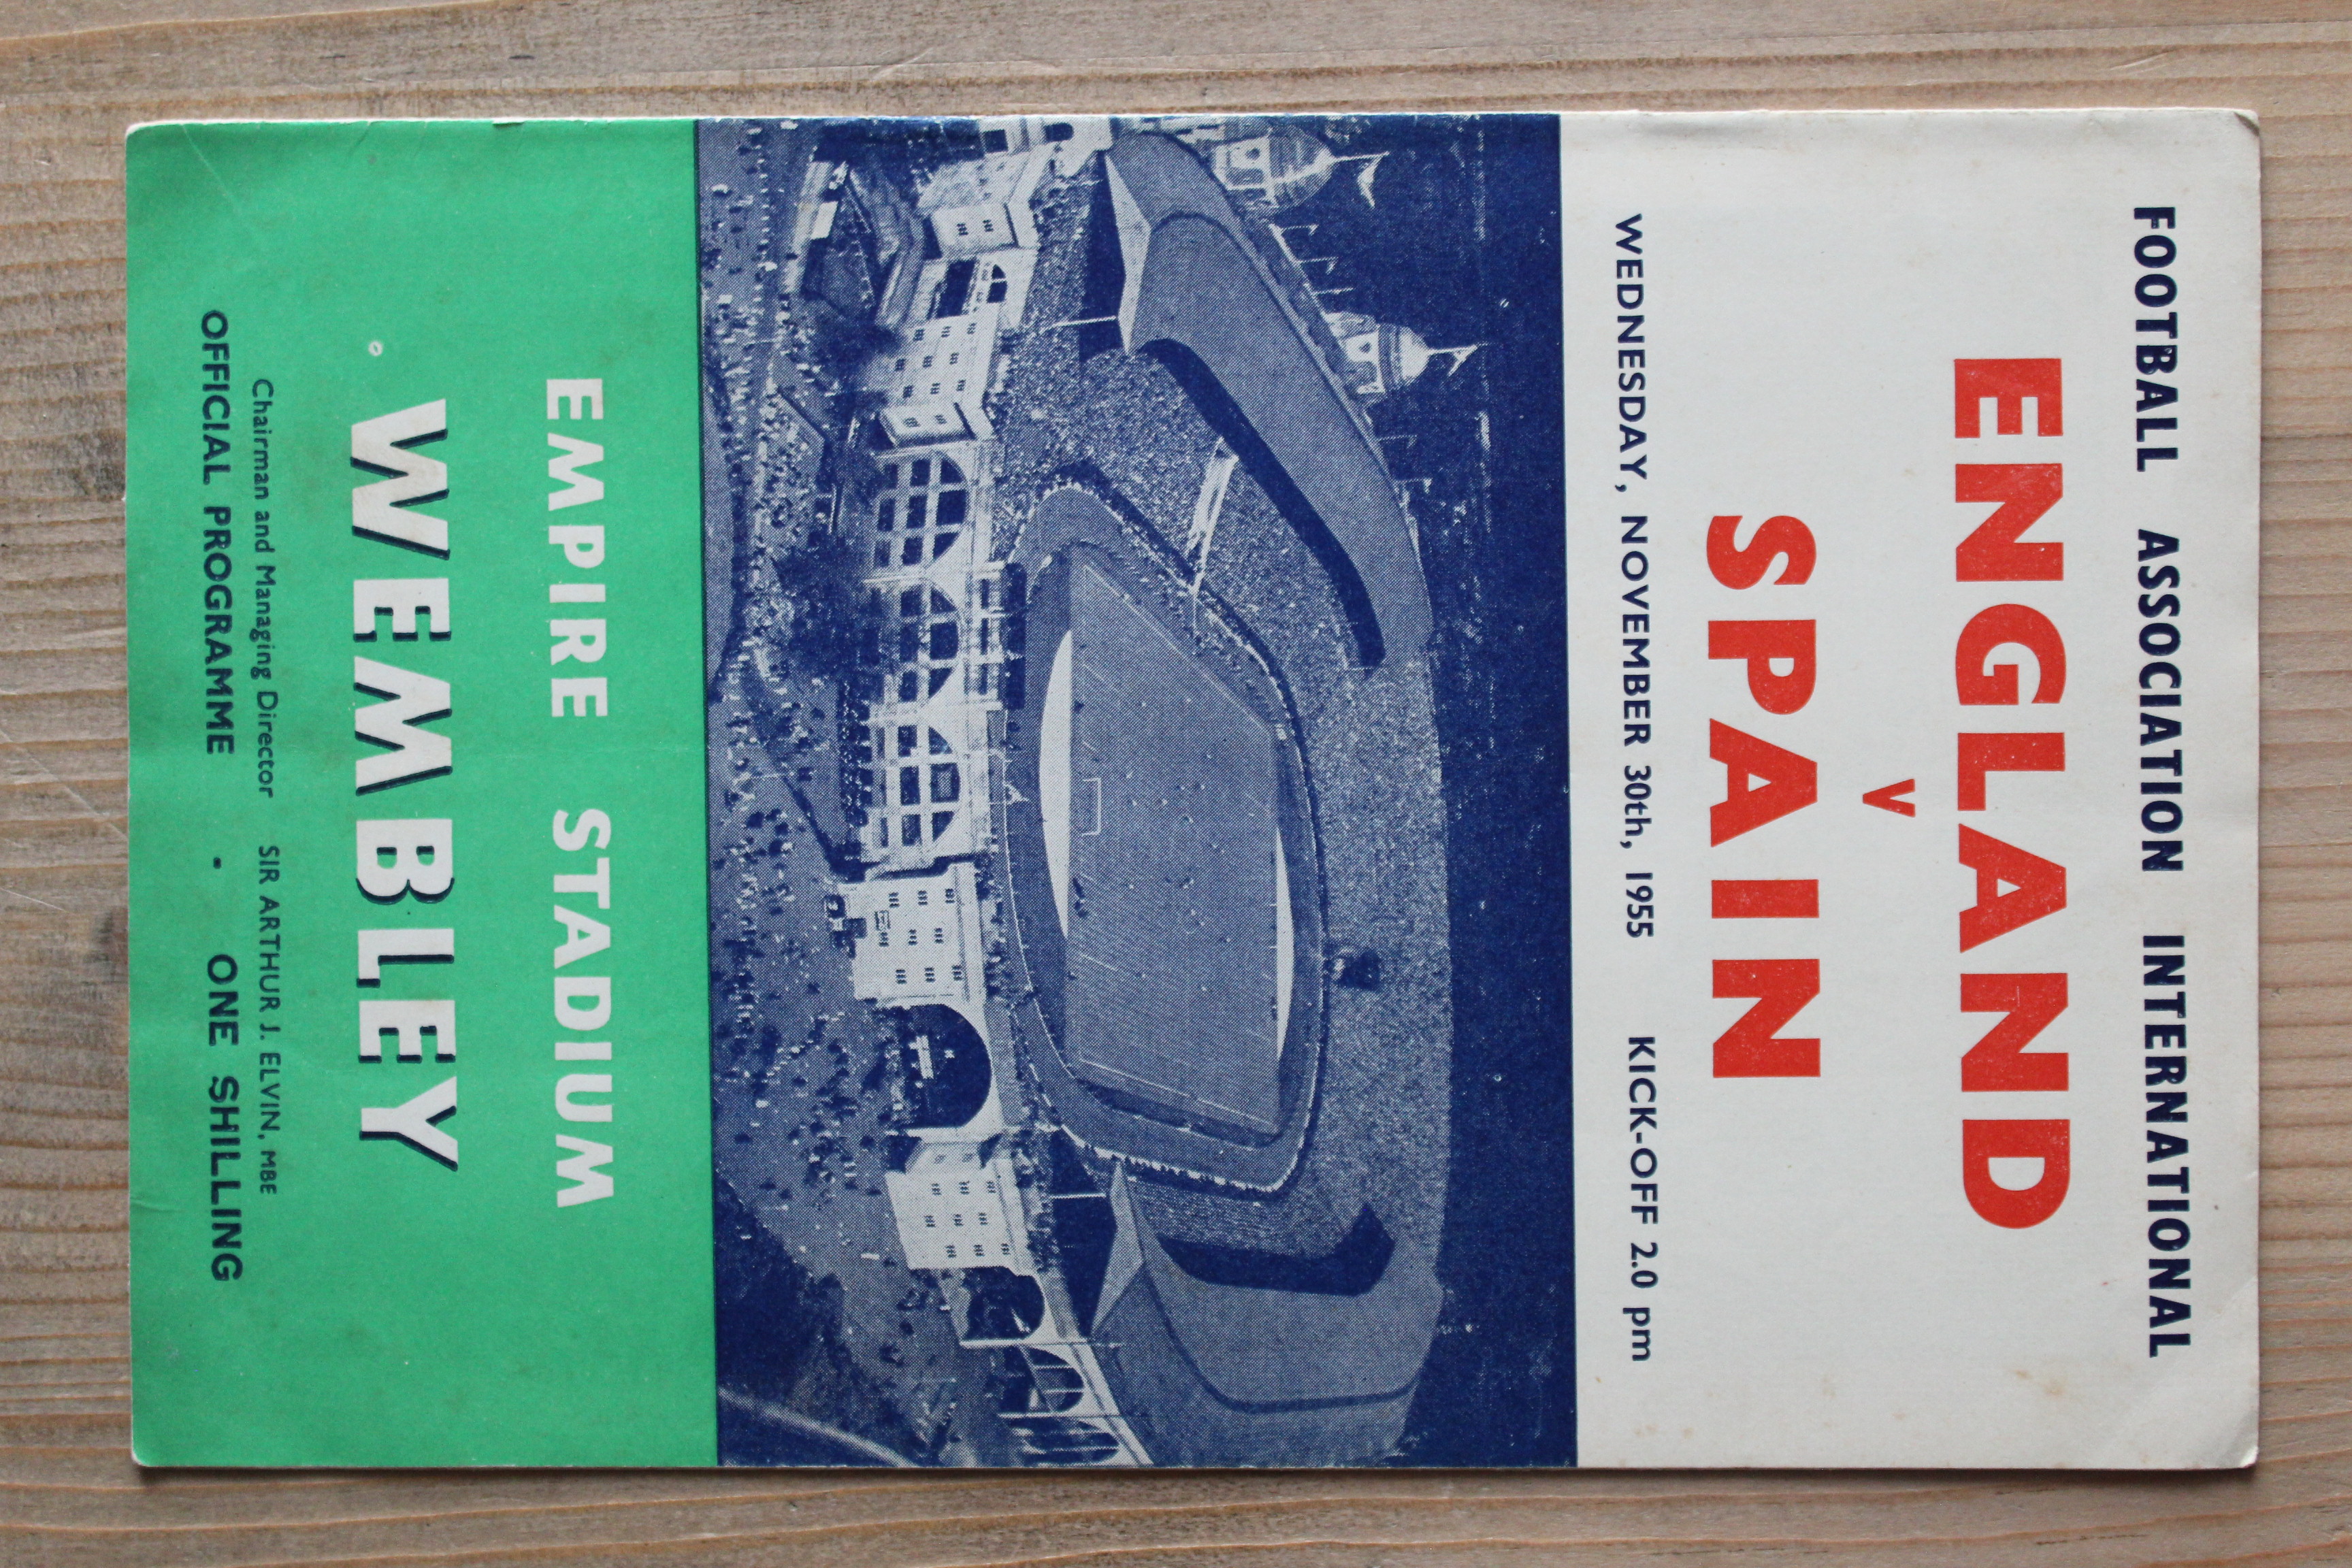 FOOTBALL ASSOCIATION INTERNATIONAL
ENGLAND
v
SPAIN
WEDNESDAY, NOVEMBER 30th, 1955 KICK-OFF 2.0 pm
EMPIRE STADIUM
WEMBLEY
Chairman and Managing Director SIR ARTHUR J. ELVIN, MBE
OFFICIAL PROGRAMME · ONE SHILLING